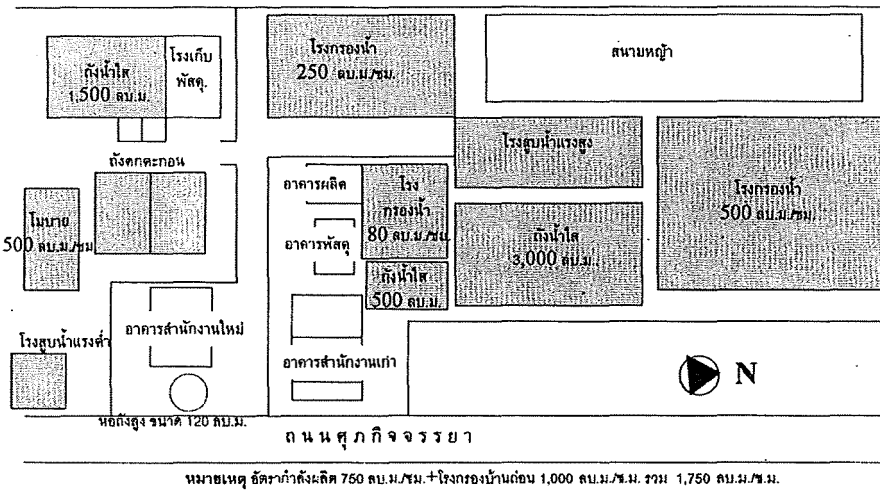 โรงกรองน้ำ
250 ลบ.ม./ชม.
สนามหญ้า
ถังน้ำใส
1,500 ลบ.ม.
โรงเก็บ
พัสดุ.
โรงสูบน้ำแรงสูง
ถังตกตะกอน
อาคารผลิต
โรง
กรองน้ำ
80 ลบ.ม./ชม.
โรงกรองน้ำ
500 ลบ.ม./ชม.
โมบาย
500 ลบ.ม./ชม
อาคารพัสดุ
ถังน้ำใส
3,000 ลบ.ม..
ถังน้ำใส
500 ลบ.ม.
อาคารสำนักงานใหม่
โรงสูบน้ำแรงต่ำ
อาคารสำนักงานเก่า
N
หอถังสูง ขนาด 120 ลบ.ม.
ถนนศุภกิจจรรยา
หมายเหตุ อัตรากำลังผลิต 750 ลบ.ม./ชม.+โรงกรองบ้านถ่อน 1,000 ลบ.ม./ช.ม. รวม 1,750 ลบ.ม./ช.ม.